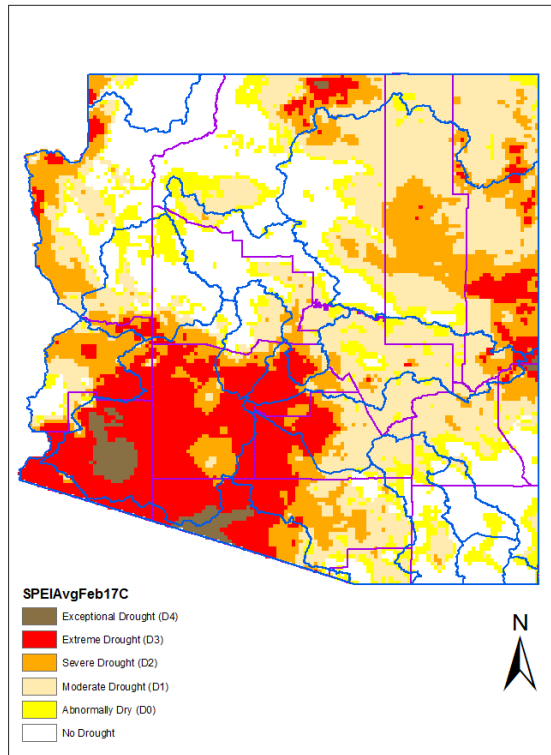 N
SPEIAvgFeb17C
Exceptional Drought (D4)
Extreme Drought (D3)
Severe Drought (D2)
Moderate Drought (D1)
Abnormally Dry (D0)
No Drought